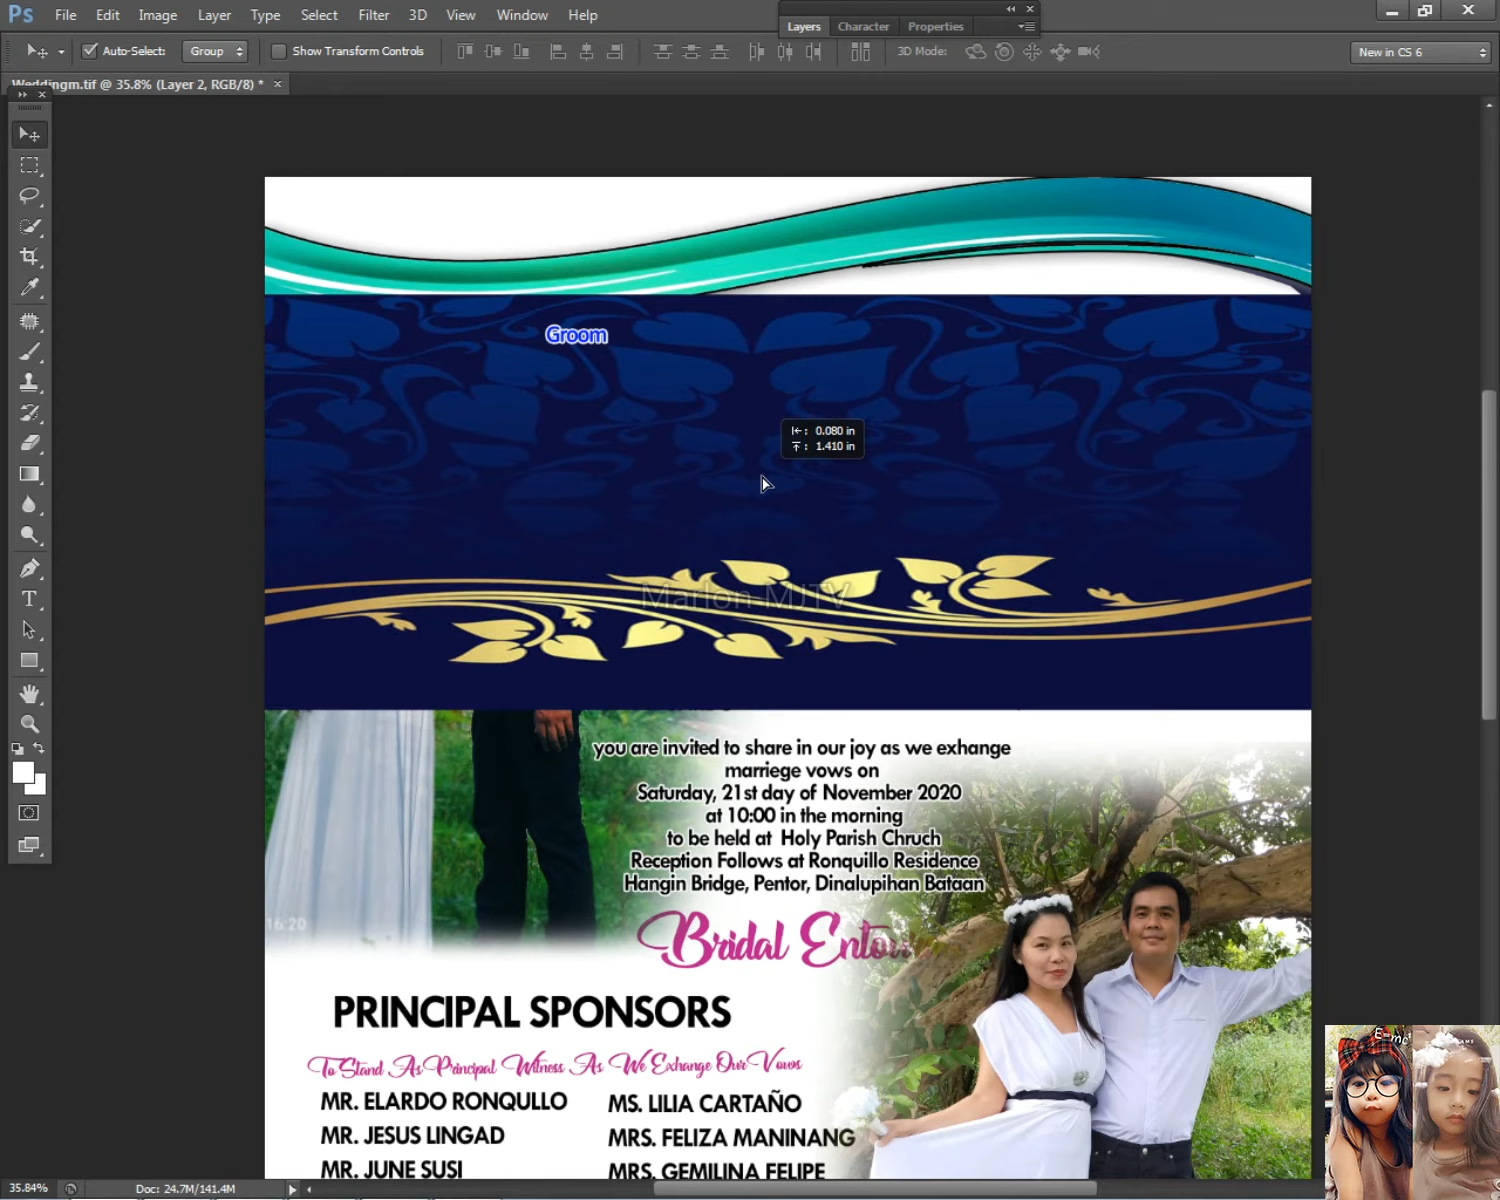 Ps File Edit Image Layer Type Select Filter 3D View Window Help
Layers Character Properties
Auto-Select: Group Show Transform Controls 3D Mode: New in CS 6
Weddingm.tif @ 35.8% (Layer 2, RGB/8) *
Groom
0.080 in
1.410 in
Marlon MJTV
you are invited to share in our joy as we exhange
marriege vows on
Saturday, 21st day of November 2020
at 10:00 in the morning
to be held at Holy Parish Chruch
Reception Follows at Ronquillo Residence
Hangin Bridge, Pentor, Dinalupihan Bataan
16:20
Bridal Entou
PRINCIPAL SPONSORS
To Stand As Principal Witness As We Exchange Our Vows
MR. ELARDO RONQULLO MS. LILIA CARTAÑO
MR. JESUS LINGAD MRS. FELIZA MANINANG
MR. JUNE SUSI MRS. GEMILINA FELIPE
35.84% Doc: 24.7M/141.4M